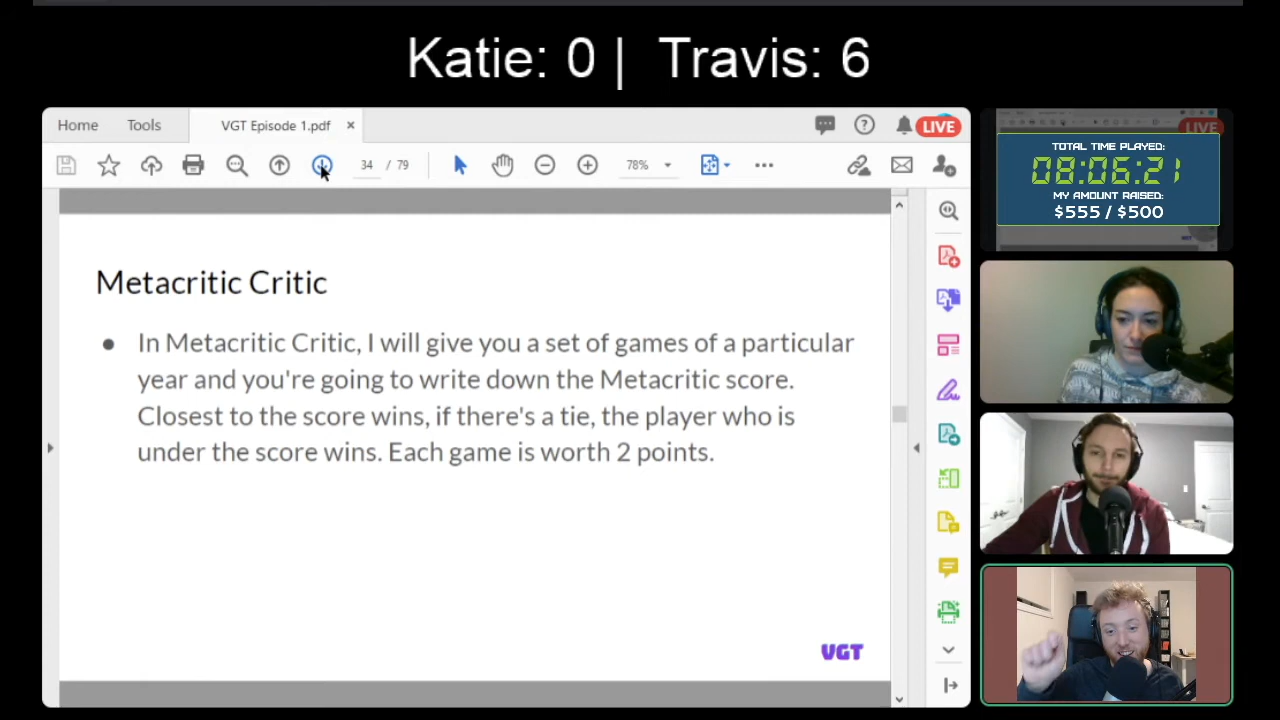 Katie: 0 | Travis: 6
Home
Tools
VGT Episode 1.pdf
LIVE
34 / 79
78%
Metacritic Critic
In Metacritic Critic, I will give you a set of games of a particular
year and you're going to write down the Metacritic score.
Closest to the score wins, if there's a tie, the player who is
under the score wins. Each game is worth 2 points.
VGT
LIVE
TOTAL TIME PLAYED:
08:06:21
MY AMOUNT RAISED:
$555 / $500